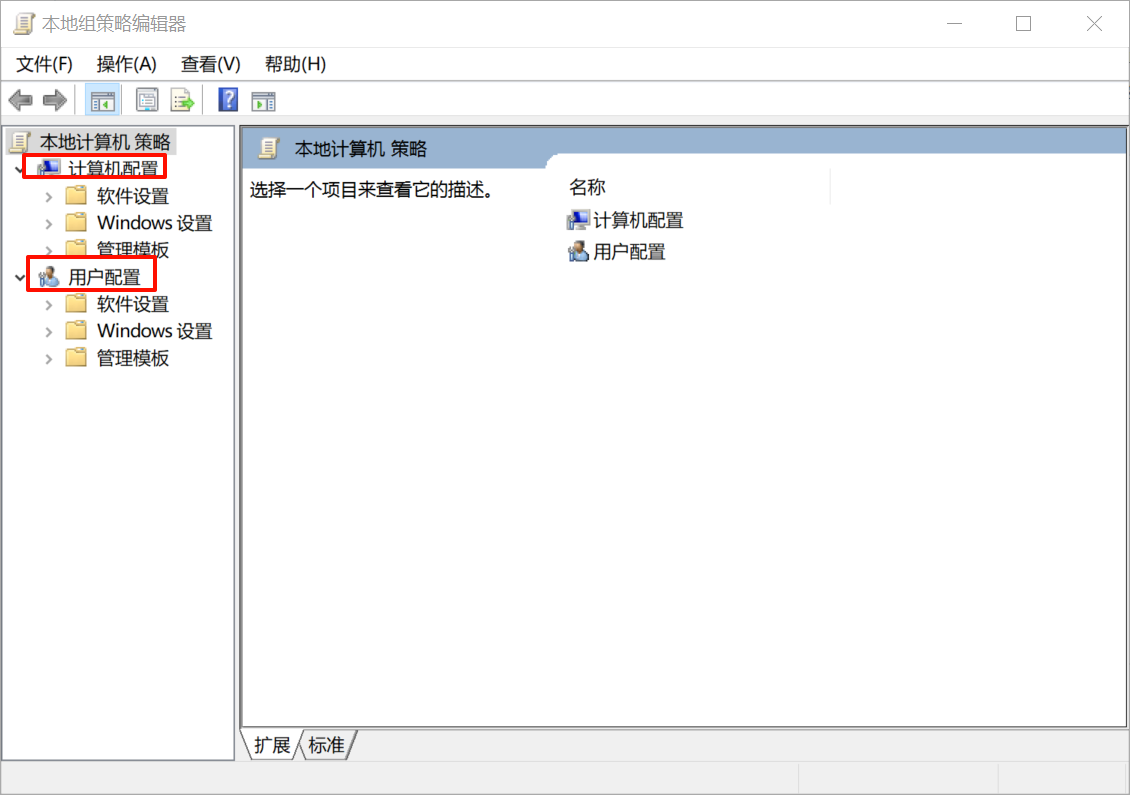 本地组策略编辑器
文件(F) 操作(A) 查看(V) 帮助(H)
本地计算机 策略
计算机配置
软件设置
Windows 设置
管理模板
用户配置
软件设置
Windows 设置
管理模板
本地计算机 策略
选择一个项目来查看它的描述。
名称
计算机配置
用户配置
扩展 标准